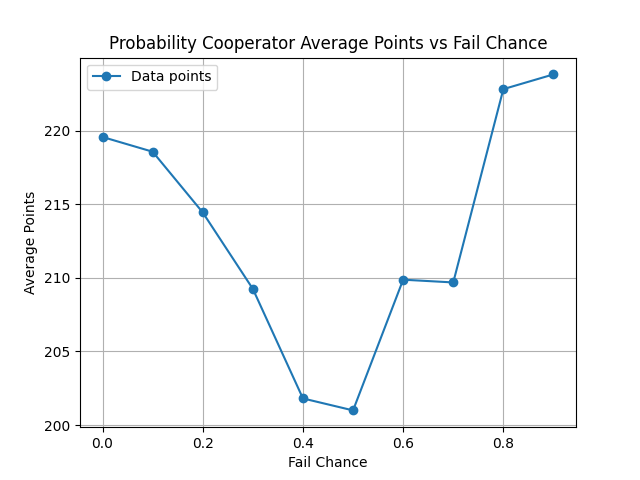 Probability Cooperator Average Points vs Fail Chance
Data points
220
215
210
205
200
Average Points
0.0 0.2 0.4 0.6 0.8
Fail Chance